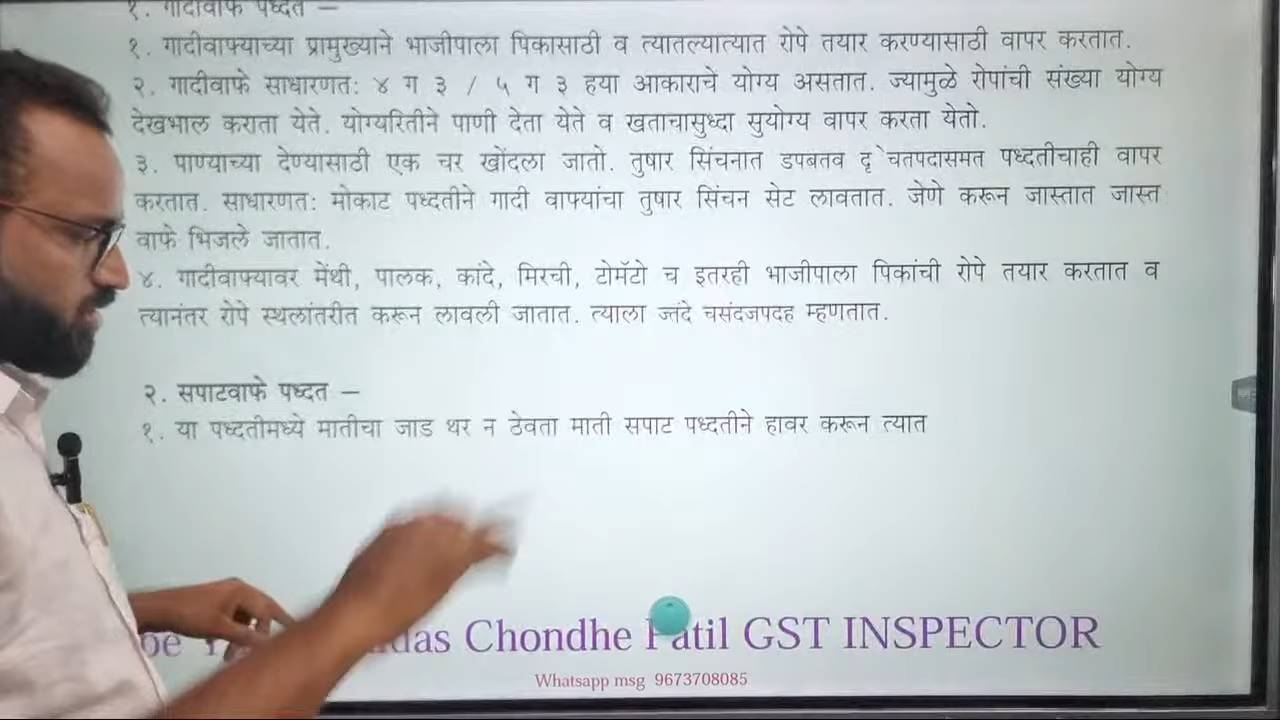 १. गादीवाफे पध्दत –
१. गादीवाफ्याच्या प्रामुख्याने भाजीपाला पिकासाठी व त्यातल्यात्यात रोपे तयार करण्यासाठी वापर करतात.
२. गादीवाफे साधारणतः ४ ग ३ / ५ ग ३ हया आकाराचे योग्य असतात. ज्यामुळे रोपांची संख्या योग्य
देखभाल कराता येते. योग्यरितीने पाणी देता येते व खताचासुध्दा सुयोग्य वापर करता येतो.
३. पाण्याच्या देण्यासाठी एक चर खोंदला जातो. तुषार सिंचनात डपबतव दृेचतपदासमत पध्दतीचाही वापर
करतात. साधारणतः मोकाट पध्दतीने गादी वाफ्यांचा तुषार सिंचन सेट लावतात. जेणे करून जास्तात जास्त
वाफे भिजले जातात.
४. गादीवाफ्यावर मेंथी, पालक, कांदे, मिरची, टोमॅटो च इतरही भाजीपाला पिकांची रोपे तयार करतात व
त्यानंतर रोपे स्थलांतरीत करून लावली जातात. त्याला ज्तंदे चसंदजपदह म्हणतात.
२. सपाटवाफे पध्दत –
१. या पध्दतीमध्ये मातीचा जाड थर न ठेवता माती सपाट पध्दतीने हावर करून त्यात
Chondhe Patil GST INSPECTOR
Whatsapp msg 9673708085